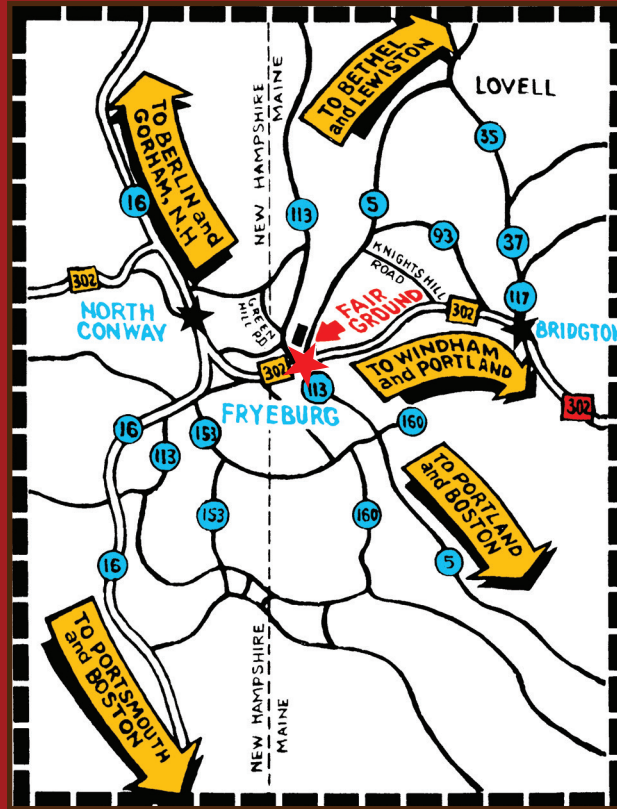 TO BETHEL
and LEWISTON
LOVELL
NEW HAMPSHIRE
MAINE
TO BERLIN and
GORHAM, N.H
35
16
113
5
93
37
KNIGHTS HILL
ROAD
302
117
302
NORTH
CONWAY
GREEN
HILL RD
FAIR
GROUND
302
BRIDGTON
TO WINDHAM
and PORTLAND
302
113
FRYEBURG
302
16
153
160
113
TO PORTLAND
and BOSTON
153
160
16
5
TO PORTSMOUTH
and BOSTON
NEW HAMPSHIRE
MAINE